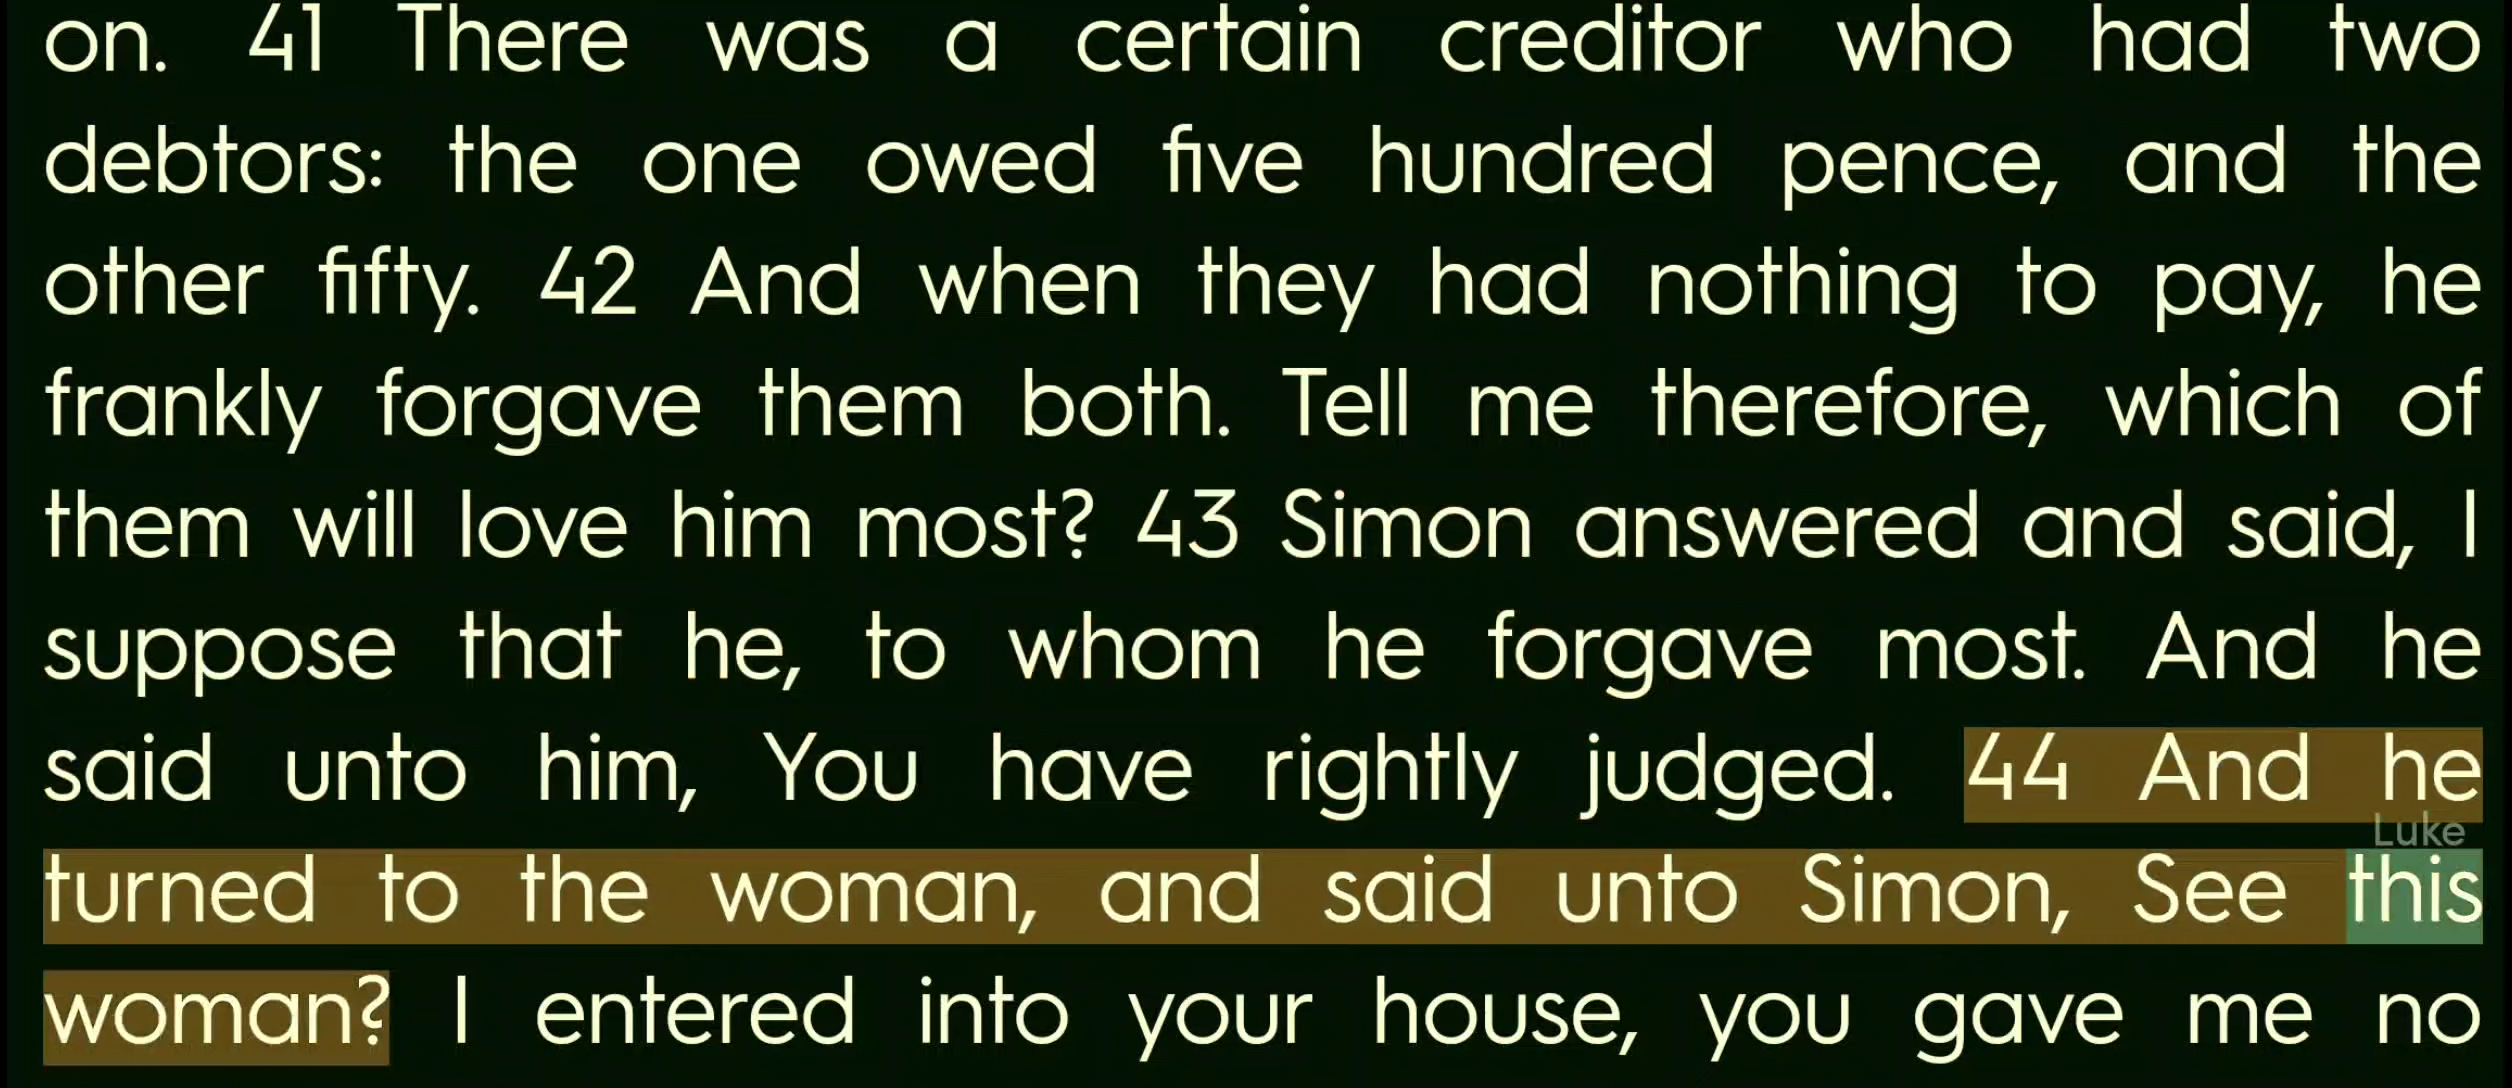 on. 41 There was a certain creditor who had two
debtors: the one owed five hundred pence, and the
other fifty. 42 And when they had nothing to pay, he
frankly forgave them both. Tell me therefore, which of
them will love him most? 43 Simon answered and said, I
suppose that he, to whom he forgave most. And he
said unto him, You have rightly judged. 44 And he
Luke
turned to the woman, and said unto Simon, See this
woman? I entered into your house, you gave me no